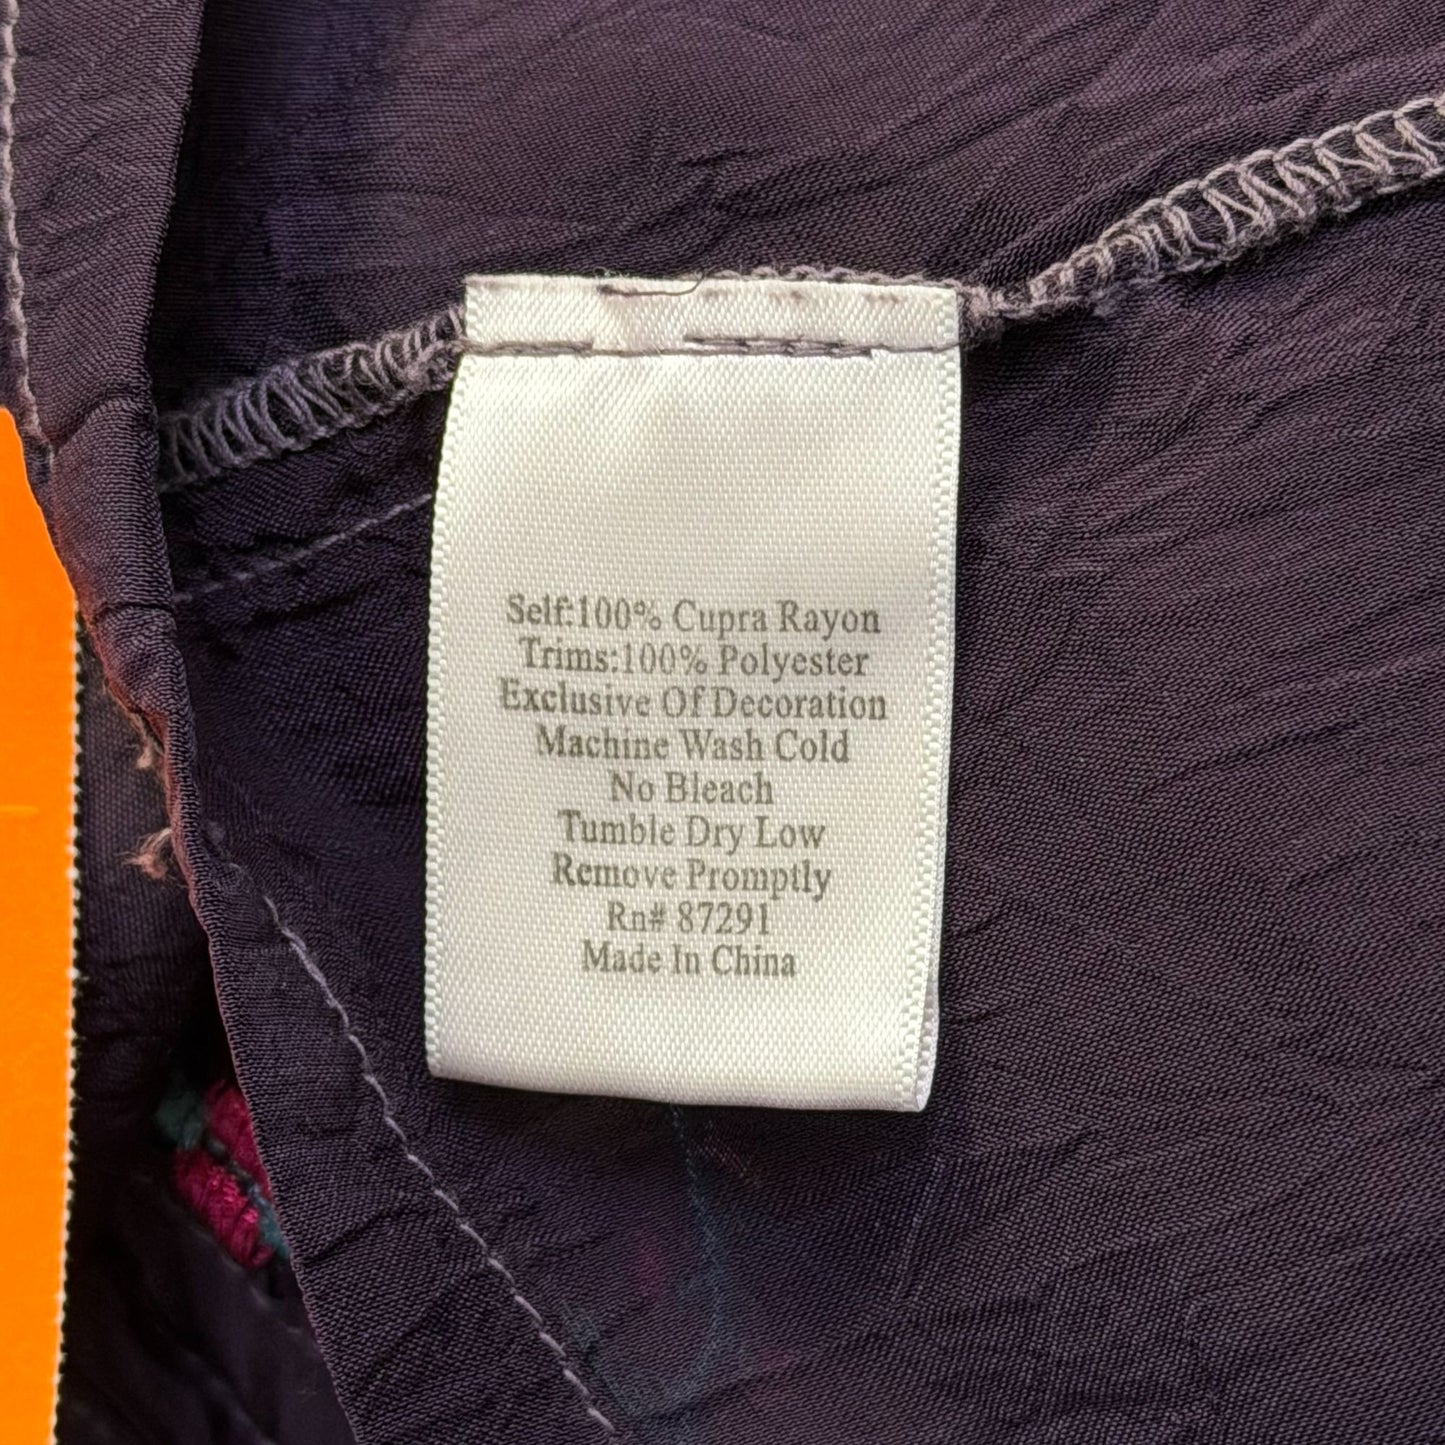 Self:100% Cupra Rayon
Trims:100% Polyester
Exclusive Of Decoration
Machine Wash Cold
No Bleach
Tumble Dry Low
Remove Promptly
Rn# 87291
Made In China